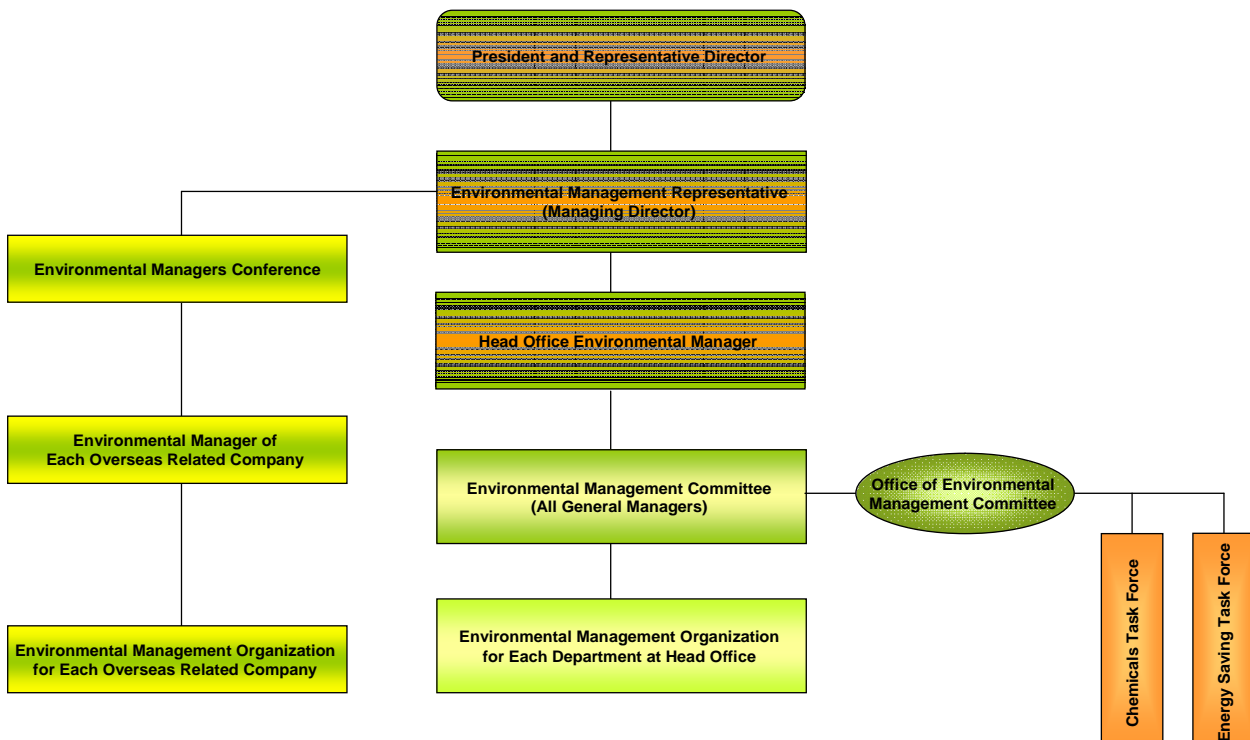 President and Representative Director
Environmental Management Representative
(Managing Director)
Environmental Managers Conference
Head Office Environmental Manager
Environmental Manager of
Each Overseas Related Company
Environmental Management Committee
(All General Managers)
Office of Environmental
Management Committee
Chemicals Task Force
Energy Saving Task Force
Environmental Management Organization
for Each Overseas Related Company
Environmental Management Organization
for Each Department at Head Office